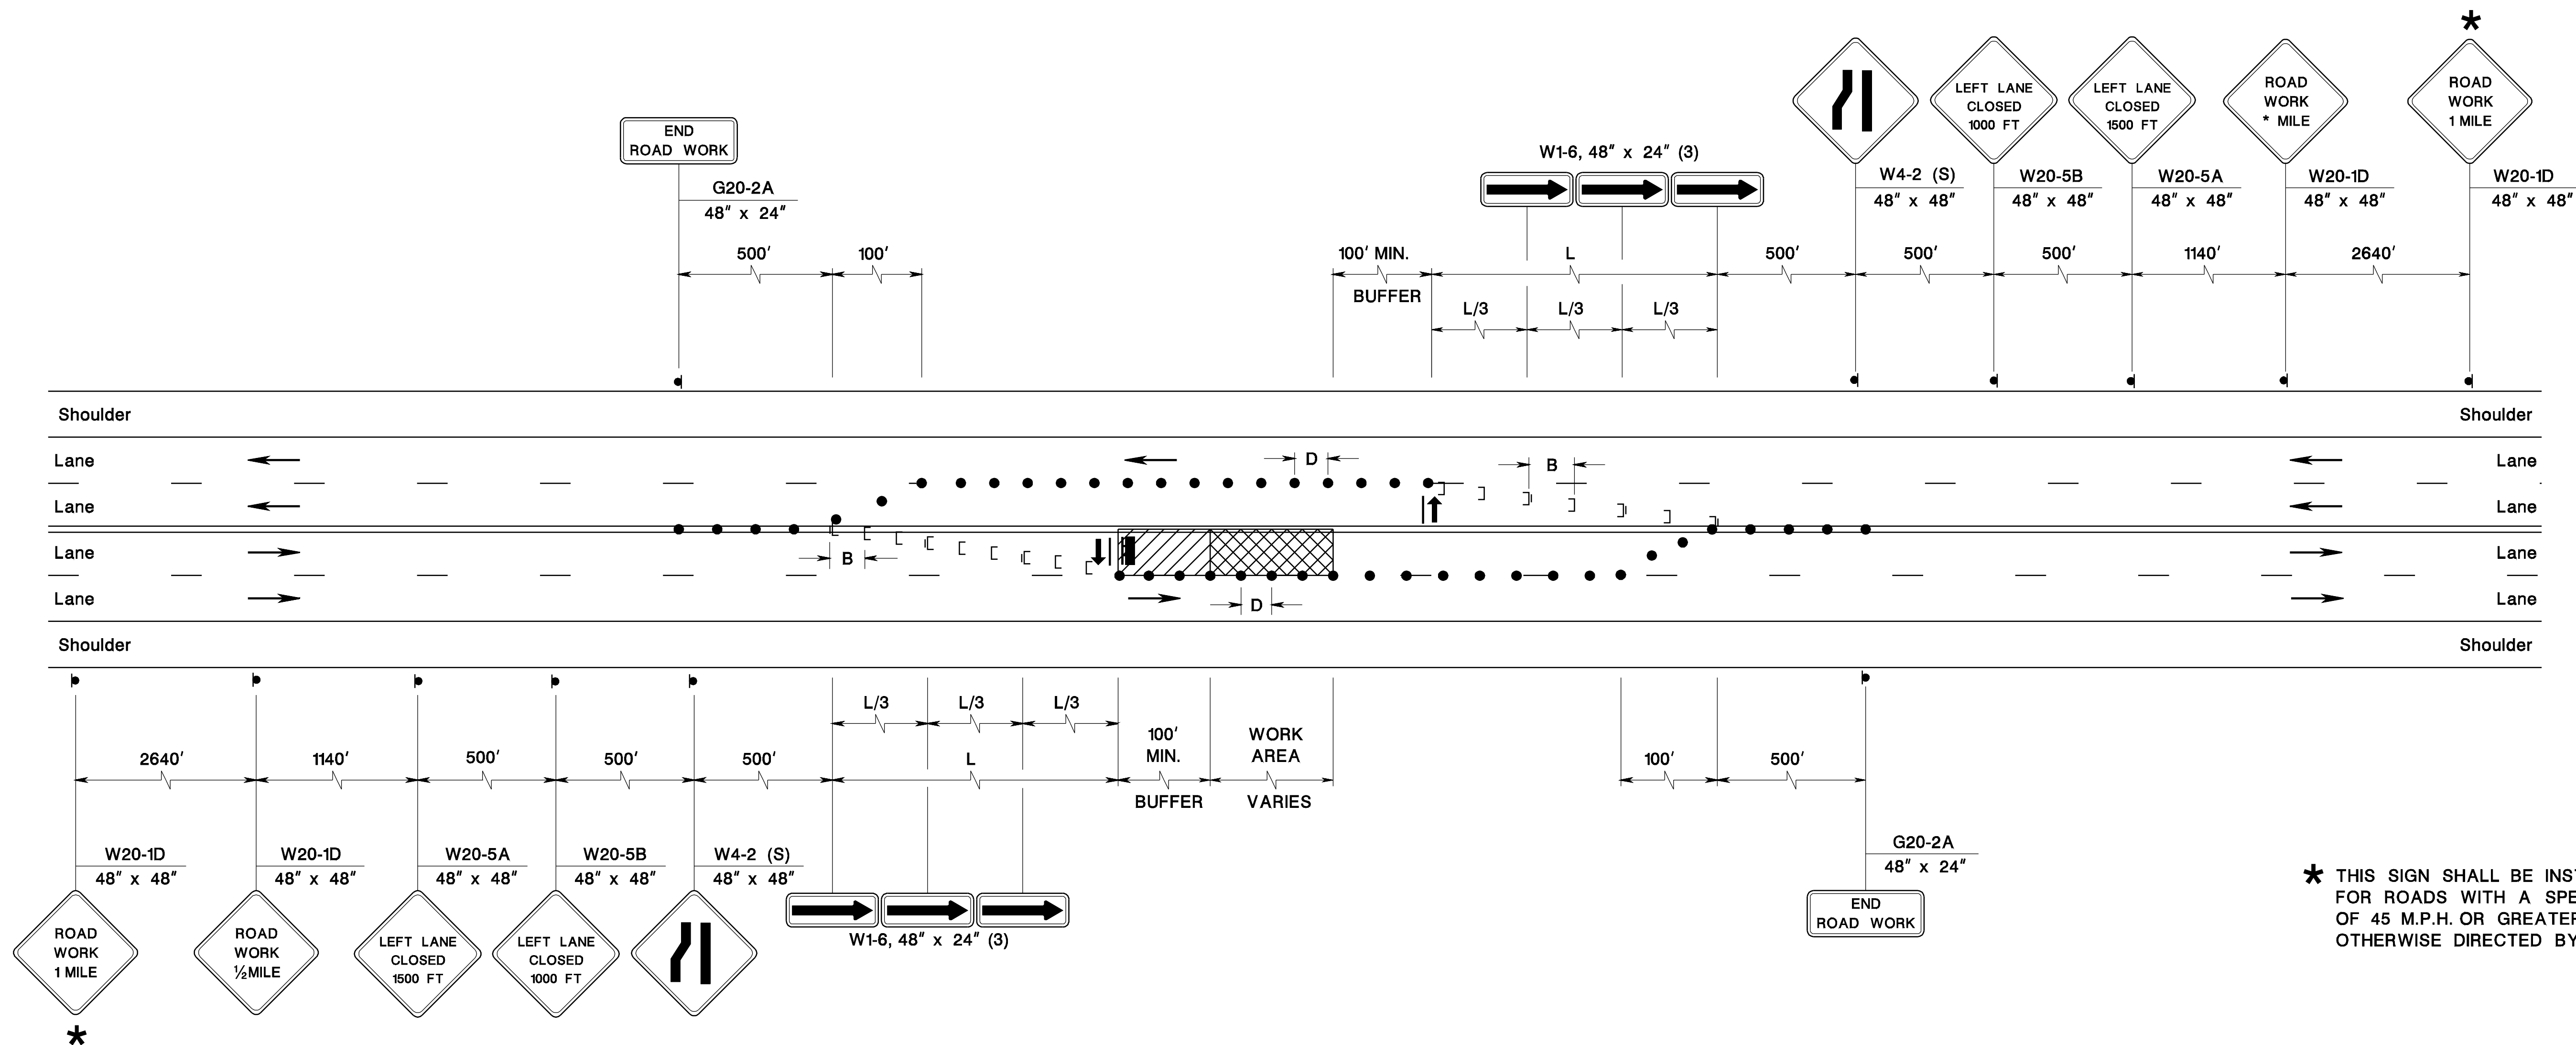 *
ROAD
WORK
1 MILE
ROAD
WORK
* MILE
LEFT LANE
CLOSED
1500 FT
LEFT LANE
CLOSED
1000 FT
END
ROAD WORK
W1-6, 48" x 24" (3)
G20-2A
48" x 24"
W4-2 (S)
48" x 48"
W20-5B
48" x 48"
W20-5A
48" x 48"
W20-1D
48" x 48"
W20-1D
48" x 48"
500' 100' 100' MIN. L 500' 500' 500' 1140' 2640'
BUFFER
L/3 L/3 L/3
Shoulder Shoulder
Lane D B Lane
Lane Lane
Lane B Lane
Lane D Lane
Shoulder Shoulder
L/3 L/3 L/3
2640' 1140' 500' 500' 500' L
100'
MIN.
BUFFER
WORK
AREA
VARIES
100' 500'
W20-1D
48" x 48"
W20-1D
48" x 48"
W20-5A
48" x 48"
W20-5B
48" x 48"
W4-2 (S)
48" x 48"
G20-2A
48" x 24"
ROAD
WORK
1 MILE
*
ROAD
WORK
1/2 MILE
LEFT LANE
CLOSED
1500 FT
LEFT LANE
CLOSED
1000 FT
W1-6, 48" x 24" (3)
END
ROAD WORK
* THIS SIGN SHALL BE
FOR ROADS WITH A
OF 45 M.P.H. OR GREATER
OTHERWISE DIRECTED BY